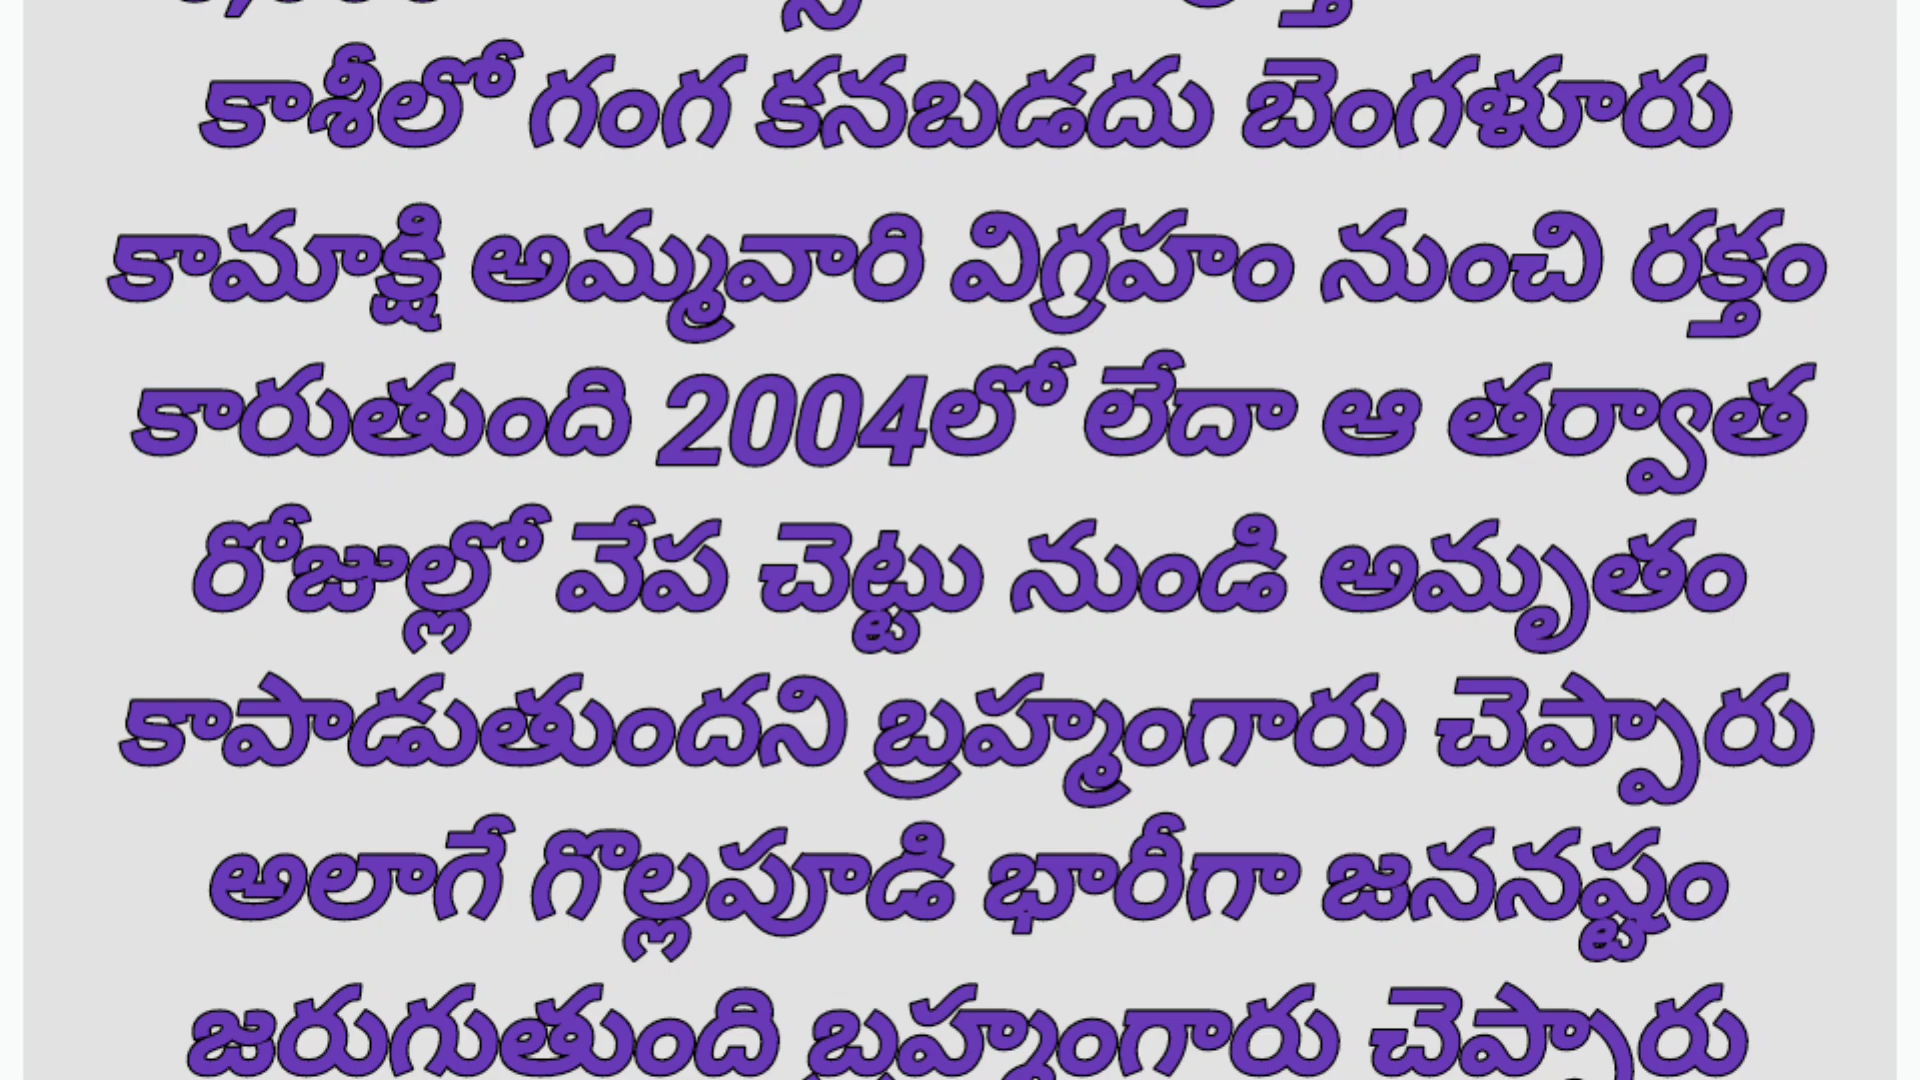 కాశీలో గంగ కనబడదు బెంగళూరు
కామాక్షి అమ్మవారి విగ్రహం నుంచి రక్తం
కారుతుంది 2004లో లేదా ఆ తర్వాత
రోజుల్లో వేప చెట్టు నుండి అమృతం
కాపాడుతుందని బ్రహ్మంగారు చెప్పారు
అలాగే గొల్లపూడి భారీగా జననష్టం
జరుగుతుంది బ్రహ్మంగారు చెప్పారు